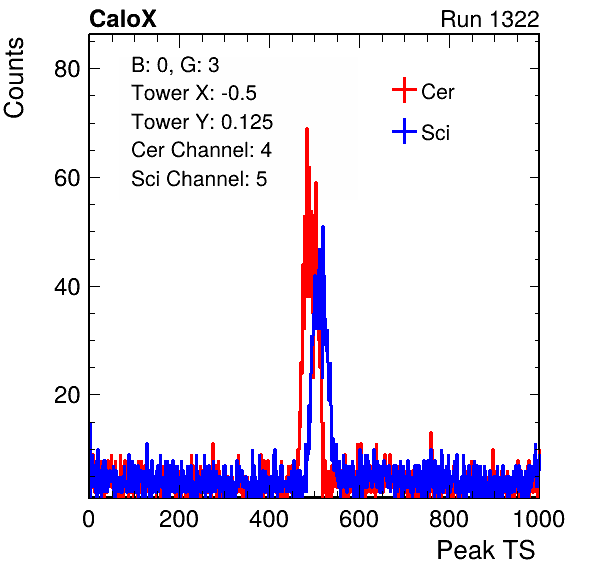 CaloX Run 1322
Counts
80
60
40
20
B: 0, G: 3
Tower X: -0.5
Tower Y: 0.125
Cer Channel: 4
Sci Channel: 5
Cer
Sci
0 200 400 600 800 1000
Peak TS